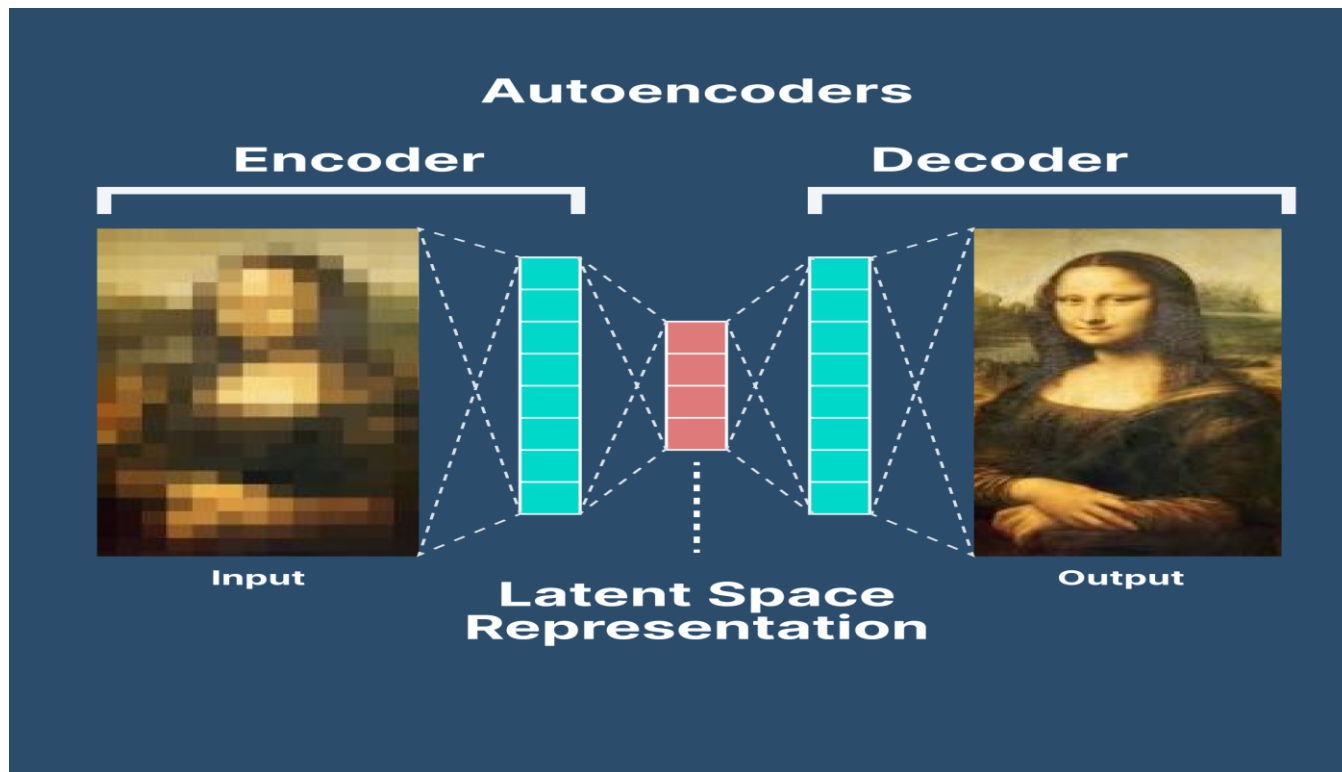 Autoencoders
Encoder
Decoder
Input
Output
Latent Space
Representation